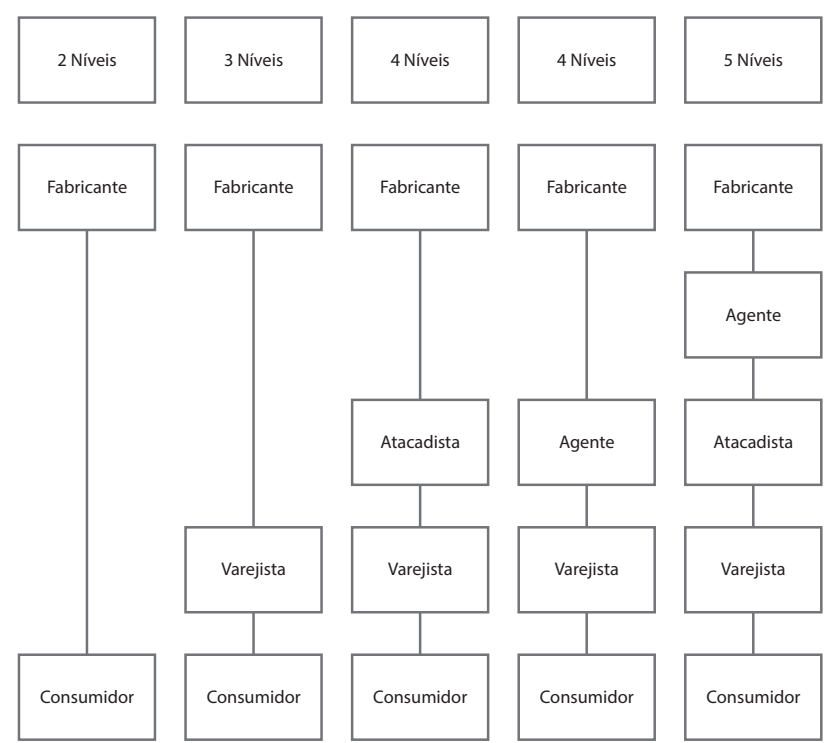 2 Níveis
3 Níveis
4 Níveis
4 Níveis
5 Níveis
Fabricante
Fabricante
Fabricante
Fabricante
Fabricante
Agente
Atacadista
Agente
Atacadista
Varejista
Varejista
Varejista
Varejista
Consumidor
Consumidor
Consumidor
Consumidor
Consumidor